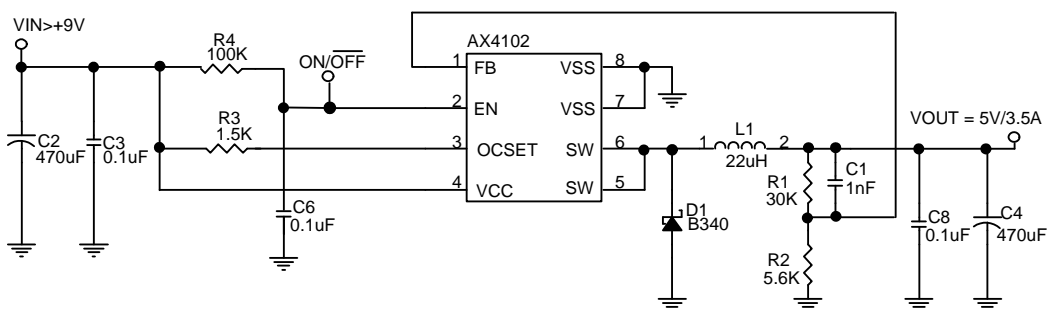 VIN>+9V
R4
100K
ON/OFF
AX4102
1 FB VSS 8
2 EN VSS 7
3 OCSET SW 6
4 VCC SW 5
R3
1.5K
C2
470uF
C3
0.1uF
C6
0.1uF
1 L1 2
22uH
D1
B340
R1
30K
C1
1nF
R2
5.6K
VOUT = 5V/3.5A
C8
0.1uF
C4
470uF